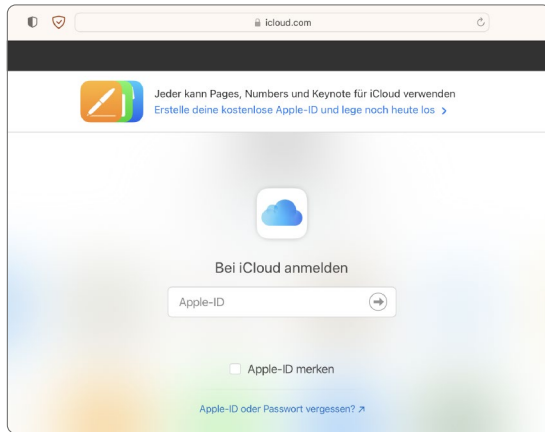 icloud.com
Jeder kann Pages, Numbers und Keynote für iCloud verwenden
Erstelle deine kostenlose Apple-ID und lege noch heute los >
Bei iCloud anmelden
Apple-ID
Apple-ID merken
Apple-ID oder Passwort vergessen? ↗